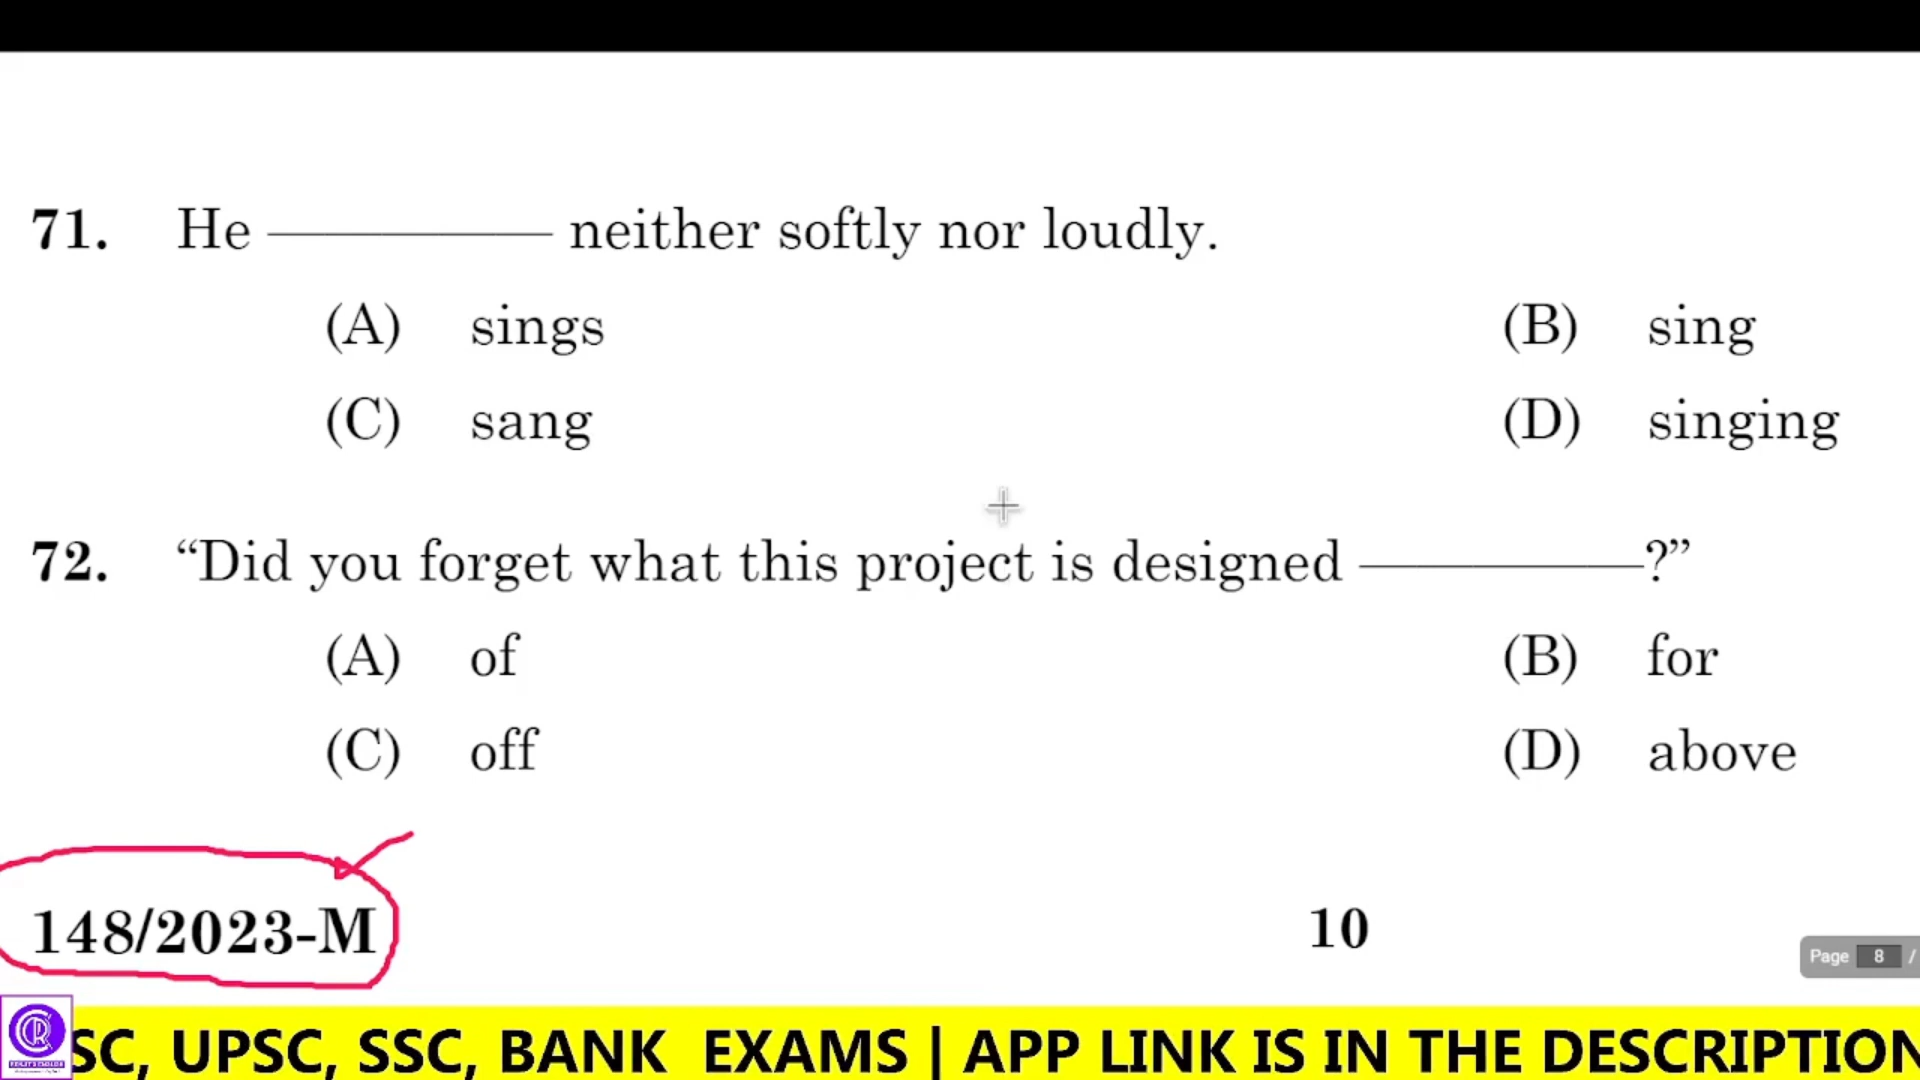 71. He ________ neither softly nor loudly.
(A) sings (B) sing
(C) sang (D) singing
72. “Did you forget what this project is designed ________?”
(A) of (B) for
(C) off (D) above
148/2023-M 10
Page 8 /
SC, UPSC, SSC, BANK EXAMS | APP LINK IS IN THE DESCRIPTION